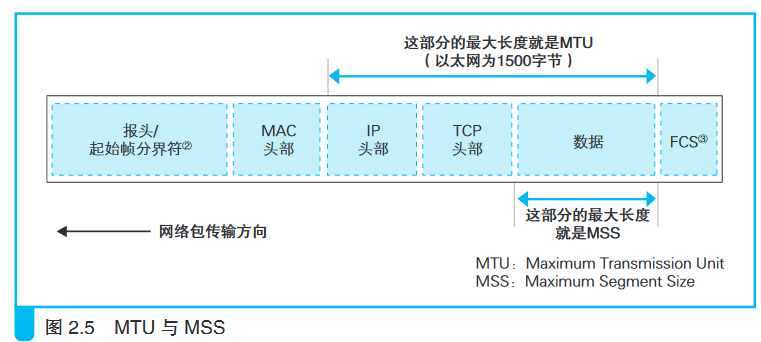 这部分的最大长度就是MTU
（以太网为1500字节）
报头/
起始帧分界符②
MAC
头部
IP
头部
TCP
头部
数据
FCS③
这部分的最大长度
就是MSS
网络包传输方向
MTU：Maximum Transmission Unit
MSS：Maximum Segment Size
图 2.5 MTU 与 MSS